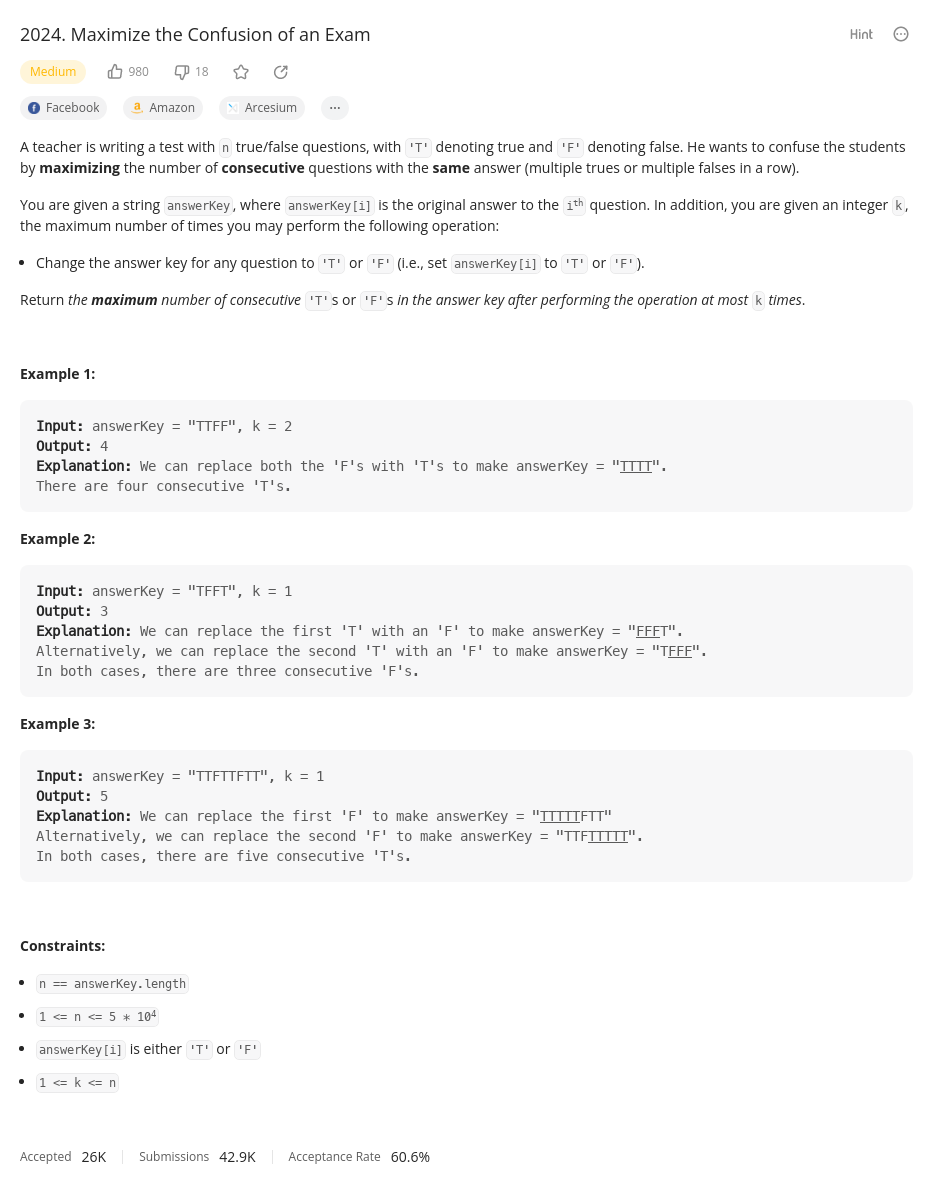 2024. Maximize the Confusion of an Exam
Hint
Medium 980 18
Facebook Amazon Arcesium ...
A teacher is writing a test with n true/false questions, with 'T' denoting true and 'F' denoting false. He wants to confuse the students
by maximizing the number of consecutive questions with the same answer (multiple trues or multiple falses in a row).
You are given a string answerKey, where answerKey[i] is the original answer to the iᵗʰ question. In addition, you are given an integer k,
the maximum number of times you may perform the following operation:
• Change the answer key for any question to 'T' or 'F' (i.e., set answerKey[i] to 'T' or 'F').
Return the maximum number of consecutive 'T's or 'F's in the answer key after performing the operation at most k times.
Example 1:
Input: answerKey = "TTFF", k = 2
Output: 4
Explanation: We can replace both the 'F's with 'T's to make answerKey = "TTTT".
There are four consecutive 'T's.
Example 2:
Input: answerKey = "TFFT", k = 1
Output: 3
Explanation: We can replace the first 'T' with an 'F' to make answerKey = "FFFT".
Alternatively, we can replace the second 'T' with an 'F' to make answerKey = "TFFF".
In both cases, there are three consecutive 'F's.
Example 3:
Input: answerKey = "TTFTTFTT", k = 1
Output: 5
Explanation: We can replace the first 'F' to make answerKey = "TTTTTFTT"
Alternatively, we can replace the second 'F' to make answerKey = "TTFTTTTT".
In both cases, there are five consecutive 'T's.
Constraints:
• n == answerKey.length
• 1 <= n <= 5 * 10⁴
• answerKey[i] is either 'T' or 'F'
• 1 <= k <= n
Accepted 26K Submissions 42.9K Acceptance Rate 60.6%